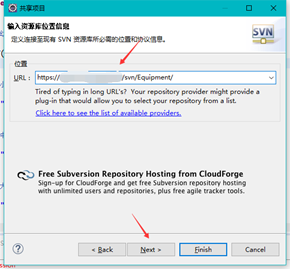 共享项目
输入资源库位置信息
定义连接至现有 SVN 资源库所必需的位置和协议信息。
SVN
位置
URL: https://
/svn/Equipment/
Tired of typing in long URL's? Your repository provider might provide a
plug-in that would allow you to select your repository from a list.
Click here to see the list of available providers.
Free Subversion Repository Hosting from CloudForge
Sign-up for CloudForge and get free Subversion repository hosting
with unlimited users and repositories, plus free agile tracker tools.
< Back
Next >
Finish
Cancel